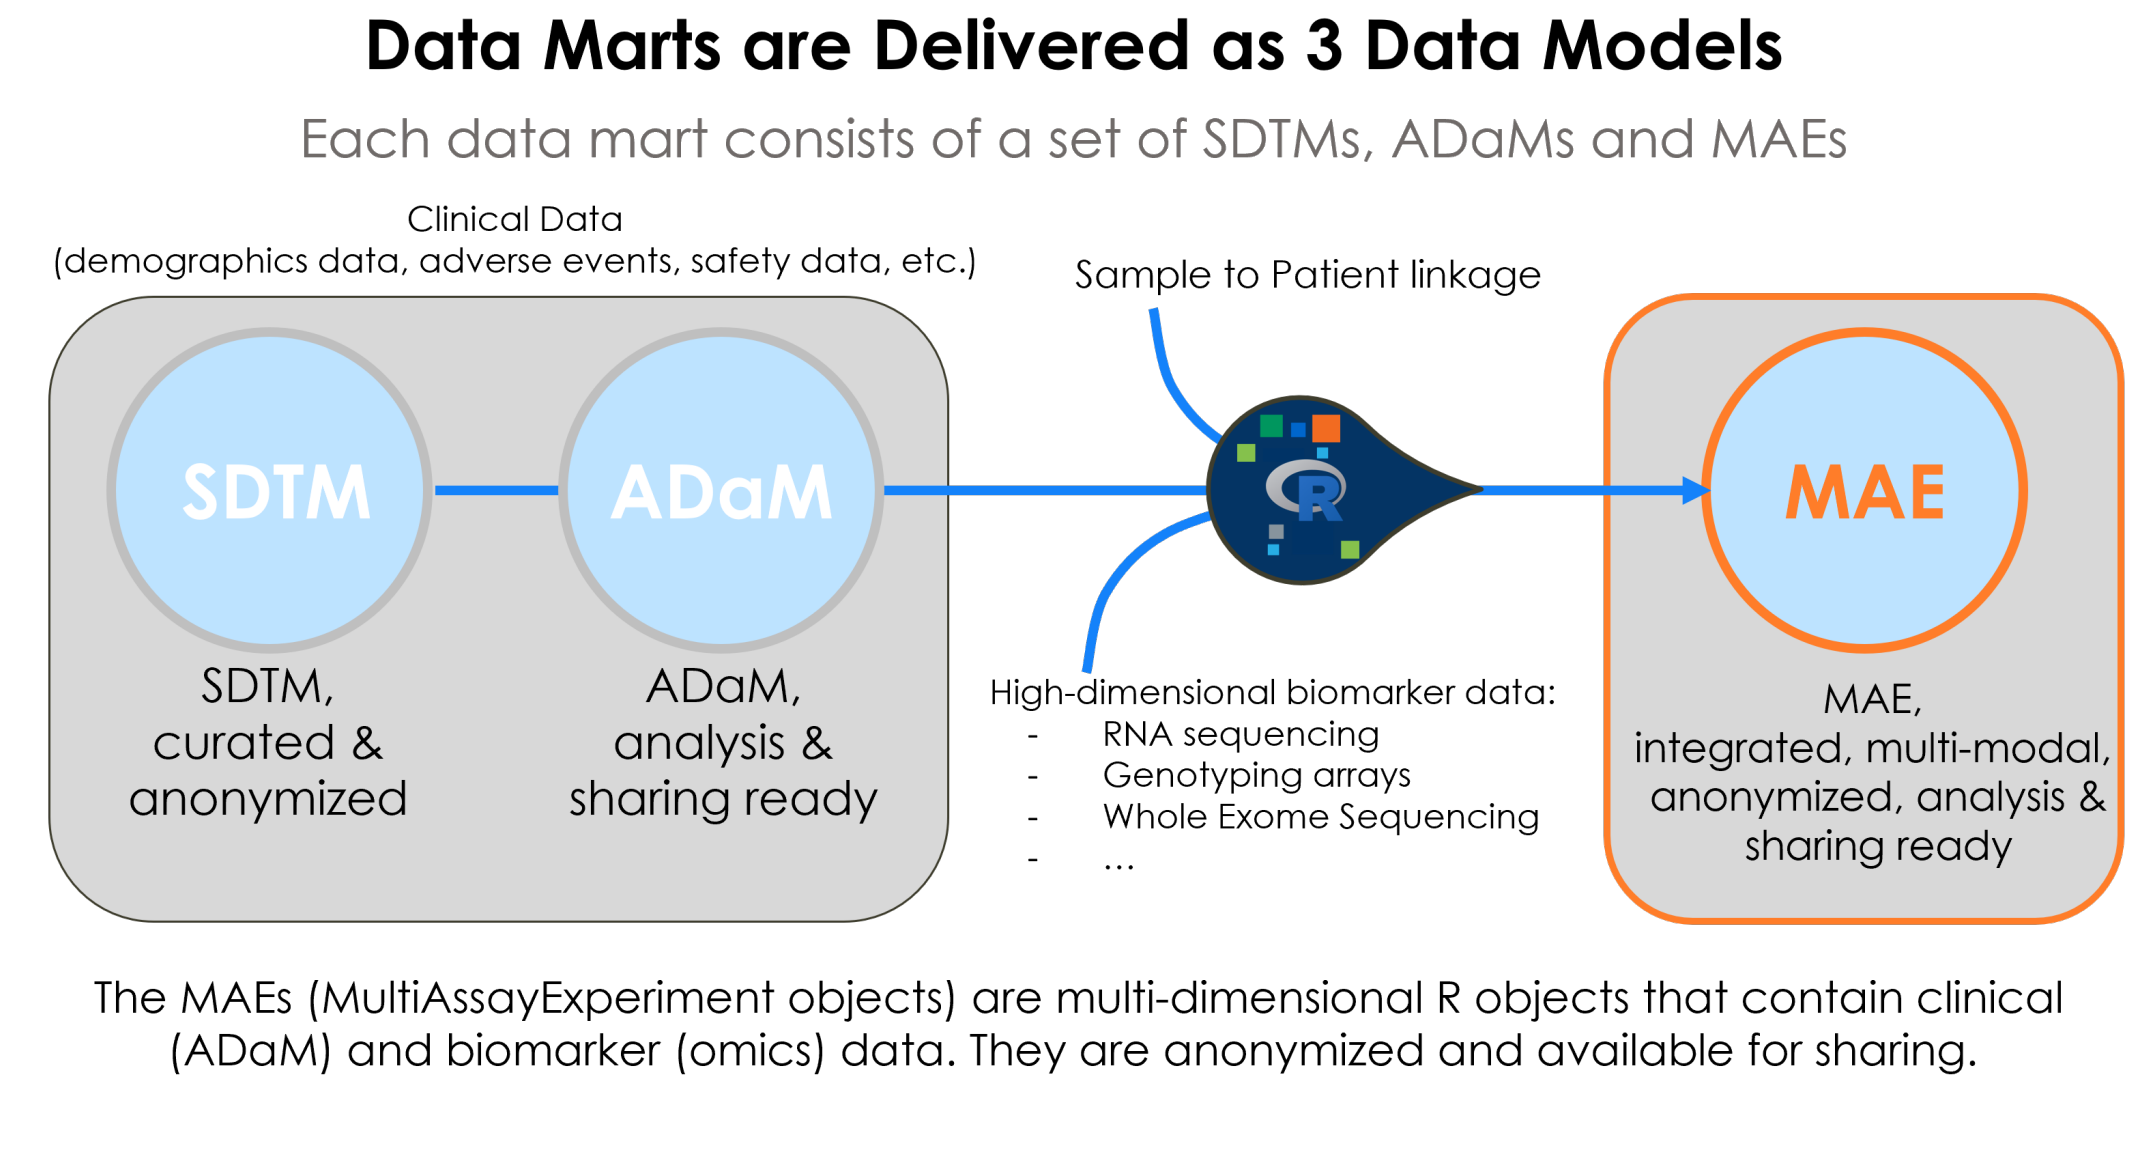 Data Marts are Delivered as 3 Data Models
Each data mart consists of a set of SDTMs, ADaMs and MAEs
Clinical Data
(demographics data, adverse events, safety data, etc.)
Sample to Patient linkage
SDTM
ADaM
R
MAE
SDTM,
curated &
anonymized
ADaM,
analysis &
sharing ready
High-dimensional biomarker data:
- RNA sequencing
- Genotyping arrays
- Whole Exome Sequencing
- …
MAE,
integrated, multi-modal,
anonymized, analysis &
sharing ready
The MAEs (MultiAssayExperiment objects) are multi-dimensional R objects that contain clinical
(ADaM) and biomarker (omics) data. They are anonymized and available for sharing.